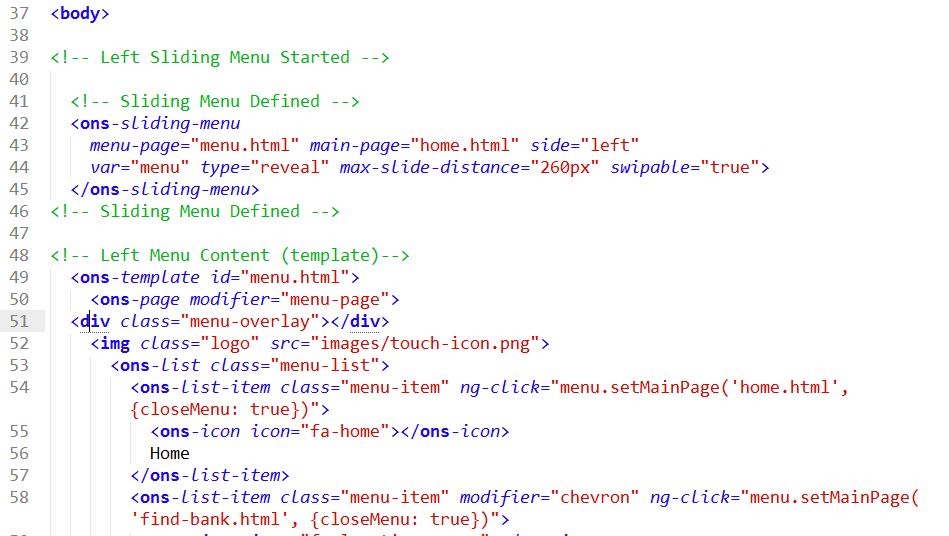 37 <body>
38
39 <!-- Left Sliding Menu Started -->
40
41 <!-- Sliding Menu Defined -->
42 <ons-sliding-menu
43 menu-page="menu.html" main-page="home.html" side="left"
44 var="menu" type="reveal" max-slide-distance="260px" swipable="true">
45 </ons-sliding-menu>
46 <!-- Sliding Menu Defined -->
47
48 <!-- Left Menu Content (template)-->
49 <ons-template id="menu.html">
50 <ons-page modifier="menu-page">
51 <div class="menu-overlay"></div>
52 <img class="logo" src="images/touch-icon.png">
53 <ons-list class="menu-list">
54 <ons-list-item class="menu-item" ng-click="menu.setMainPage('home.html',
{closeMenu: true})">
55 <ons-icon icon="fa-home"></ons-icon>
56 Home
57 </ons-list-item>
58 <ons-list-item class="menu-item" modifier="chevron" ng-click="menu.setMainPage(
'find-bank.html', {closeMenu: true})">